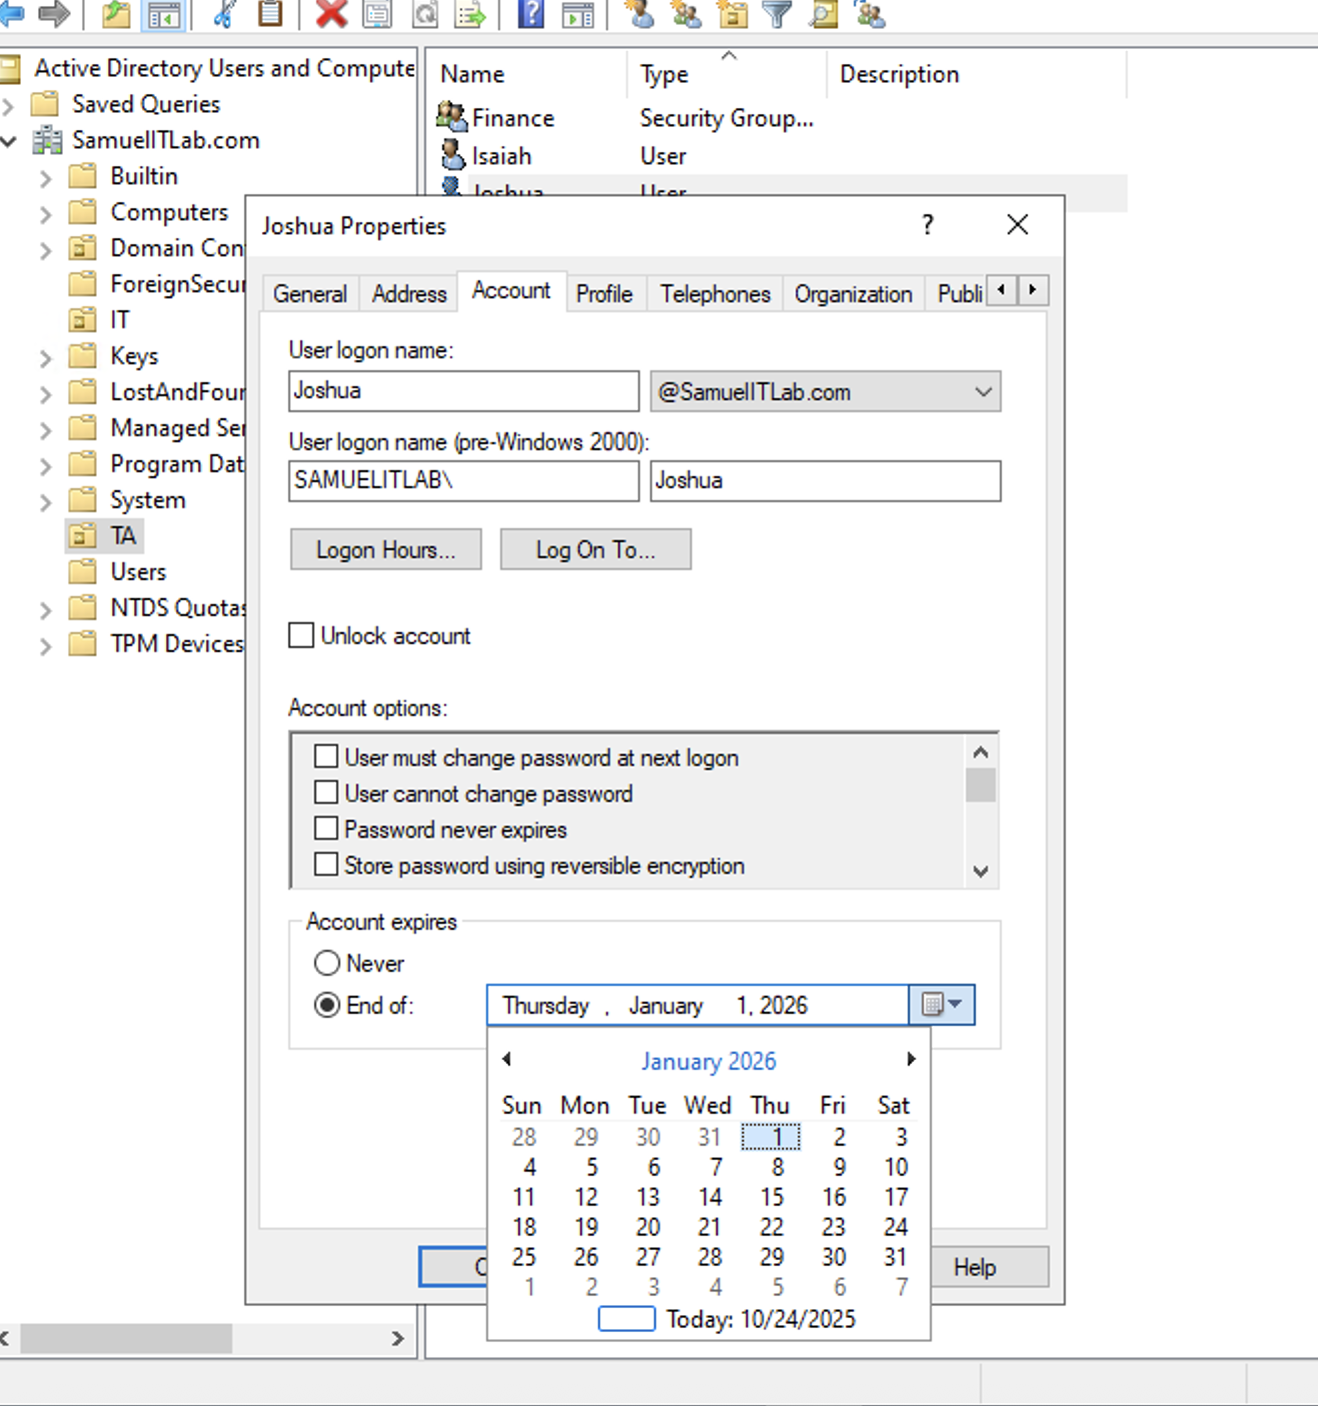 Active Directory Users and Compute
Saved Queries
SamuelITLab.com
Builtin
Computers
Domain Con
ForeignSecur
IT
Keys
LostAndFour
Managed Ser
Program Dat
System
TA
Users
NTDS Quotas
TPM Devices
Name Type Description
Finance Security Group...
Isaiah User
Joshua User
Joshua Properties ? 
General Address Account Profile Telephones Organization Publi
User logon name:
Joshua @SamuelITLab.com
User logon name (pre-Windows 2000):
SAMUELITLAB\ Joshua
Logon Hours... Log On To...
Unlock account
Account options:
User must change password at next logon
User cannot change password
Password never expires
Store password using reversible encryption
Account expires
Never
End of: Thursday , January 1, 2026
January 2026
Sun Mon Tue Wed Thu Fri Sat
28 29 30 31 1 2 3
4 5 6 7 8 9 10
11 12 13 14 15 16 17
18 19 20 21 22 23 24
25 26 27 28 29 30 31
1 2 3 4 5 6 7
Today: 10/24/2025
Help